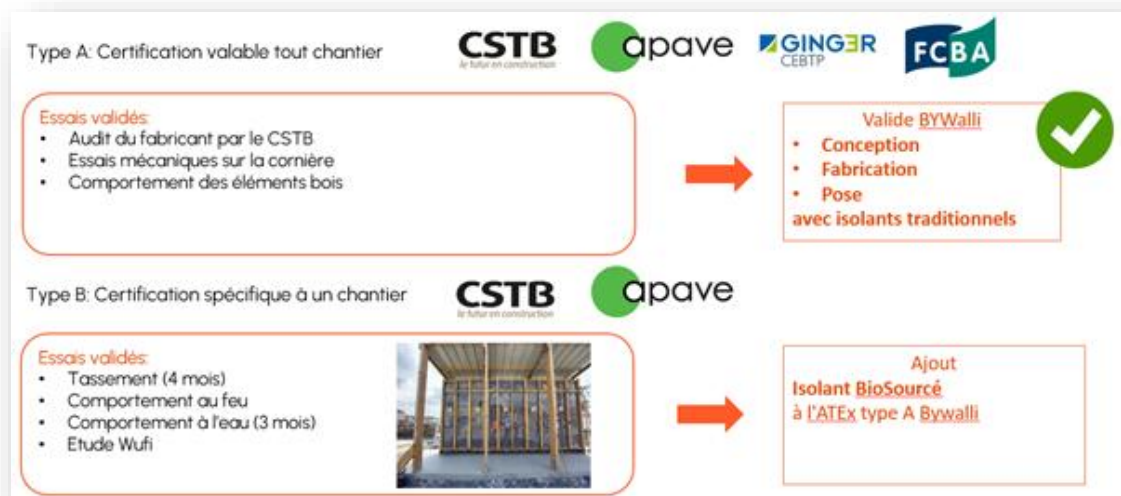 Type A: Certification valable tout chantier
CSTB
le futur en construction
apave
GINGER
CEBTP
FCBA
Essais validés:
• Audit du fabricant par le CSTB
• Essais mécaniques sur la cornière
• Comportement des éléments bois
Valide BYWalli
• Conception
• Fabrication
• Pose
avec isolants traditionnels
Type B: Certification spécifique à un chantier
CSTB
le futur en construction
apave
Essais validés:
• Tassement (4 mois)
• Comportement au feu
• Comportement à l'eau (3 mois)
• Etude Wufi
Ajout
Isolant BioSourcé
à l'ATEx type A Bywalli